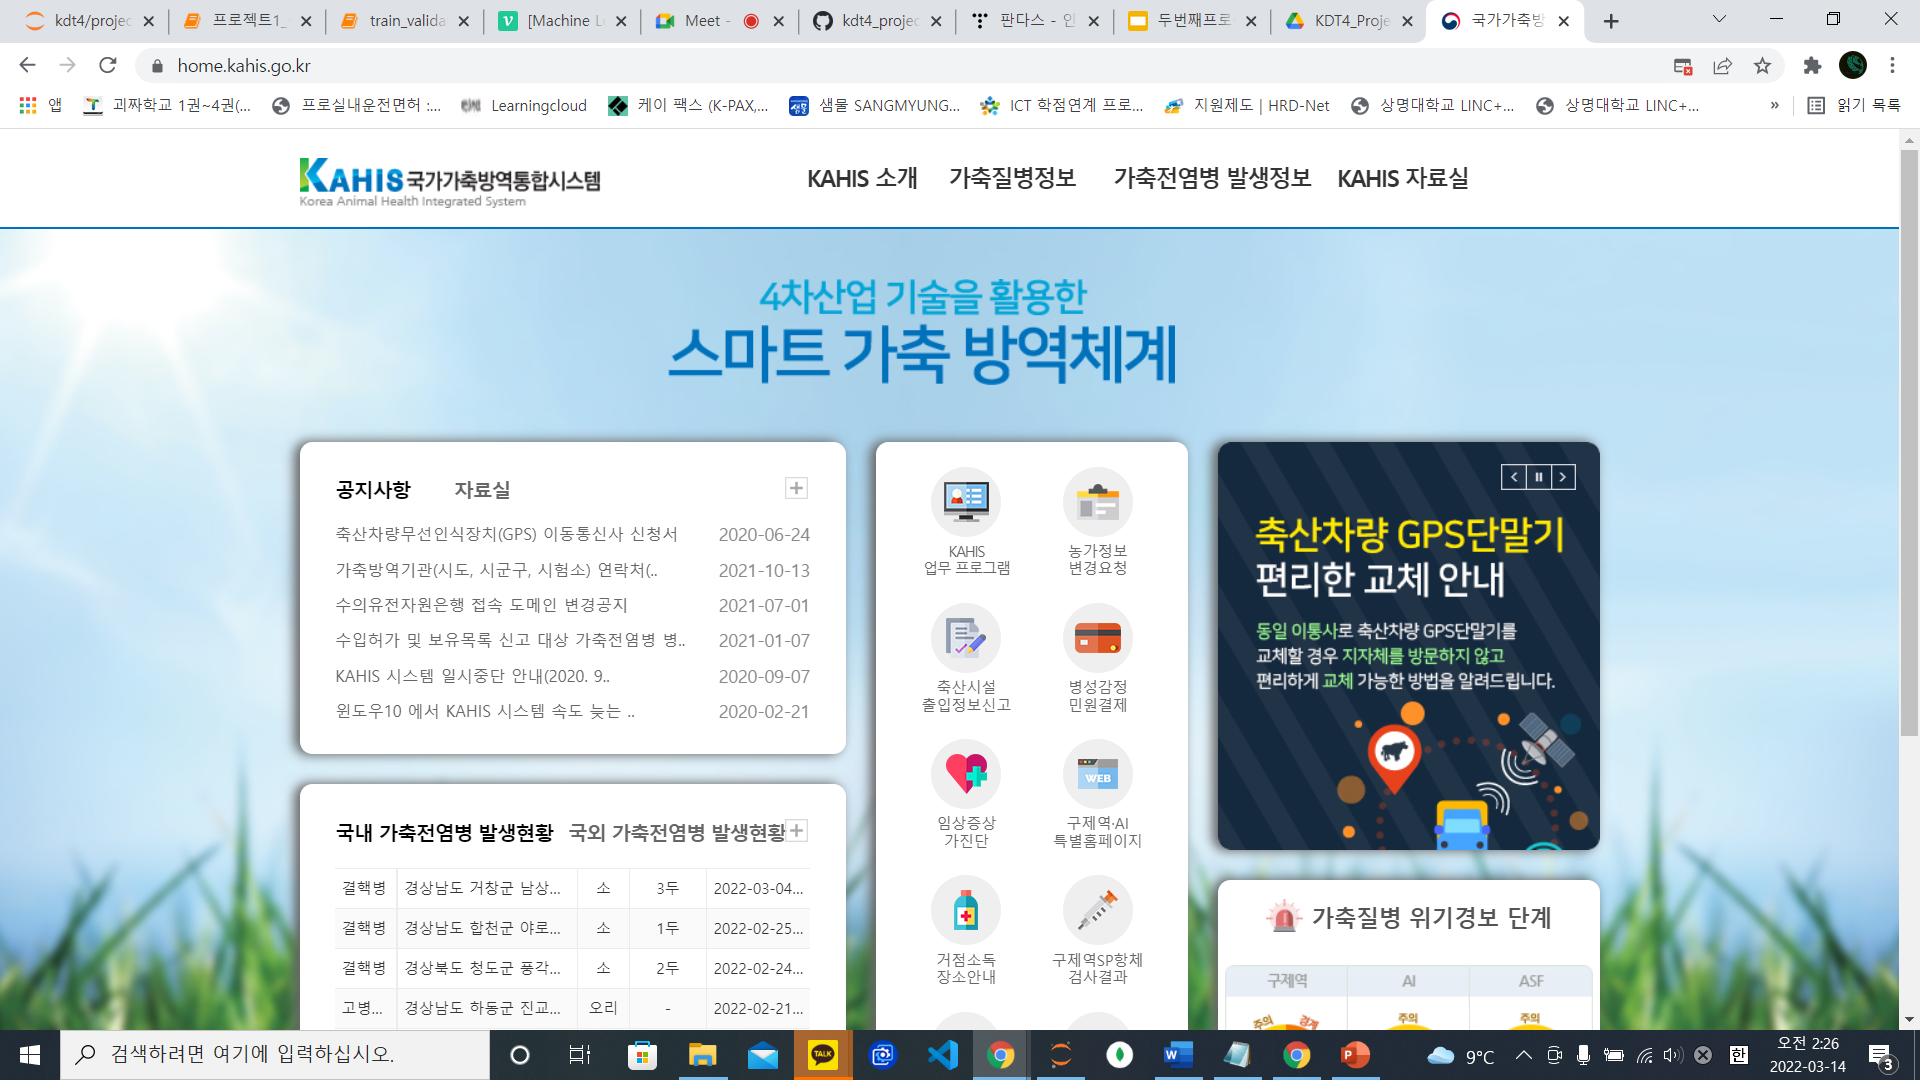 kdt4/projec
프로젝트1_
train_valida
[Machine L
Meet -
kdt4_projec
판다스 - 인
두번째프로
KDT4_Proje
국가가축방
home.kahis.go.kr
앱
괴짜학교 1권~4권(...
프로실내운전면허 :...
Learningcloud
케이 팩스 (K-PAX,...
샘물 SANGMYUNG...
ICT 학점연계 프로...
지원제도 | HRD-Net
상명대학교 LINC+...
상명대학교 LINC+...
»
읽기 목록
KAHIS 국가가축방역통합시스템
Korea Animal Health Integrated System
KAHIS 소개
가축질병정보
가축전염병 발생정보
KAHIS 자료실
4차산업 기술을 활용한
스마트 가축 방역체계
공지사항
자료실
축산차량무선인식장치(GPS) 이동통신사 신청서 2020-06-24
가축방역기관(시도, 시군구, 시험소) 연락처(.. 2021-10-13
수의유전자원은행 접속 도메인 변경공지 2021-07-01
수입허가 및 보유목록 신고 대상 가축전염병 병.. 2021-01-07
KAHIS 시스템 일시중단 안내(2020. 9.. 2020-09-07
윈도우10 에서 KAHIS 시스템 속도 늦는 .. 2020-02-21
국내 가축전염병 발생현황
국외 가축전염병 발생현황
결핵병 경상남도 거창군 남상... 소 3두 2022-03-04...
결핵병 경상남도 합천군 야로... 소 1두 2022-02-25...
결핵병 경상북도 청도군 풍각... 소 2두 2022-02-24...
고병... 경상남도 하동군 진교... 오리 - 2022-02-21...
KAHIS
업무 프로그램
농가정보
변경요청
축산시설
출입정보신고
병성감정
민원결제
임상증상
가진단
WEB
구제역·AI
특별홈페이지
거점소독
장소안내
구제역SP항체
검사결과
축산차량 GPS단말기
편리한 교체 안내
동일 이통사로 축산차량 GPS단말기를
교체할 경우 지자체를 방문하지 않고
편리하게 교체 가능한 방법을 알려드립니다.
가축질병 위기경보 단계
구제역 AI ASF
주의 경계
주의
주의
검색하려면 여기에 입력하십시오.
TALK
9°C
한
오전 2:26
2022-03-14
3